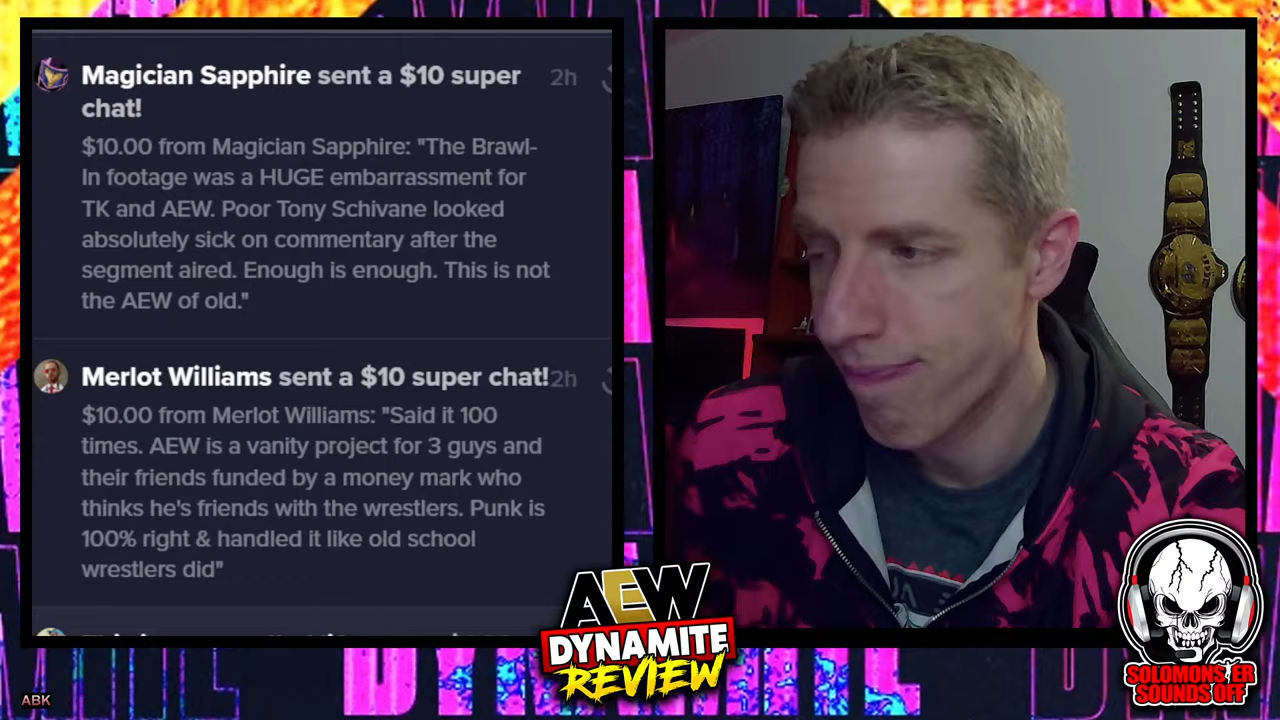 Magician Sapphire sent a $10 super 2h
chat!
$10.00 from Magician Sapphire: "The Brawl-
In footage was a HUGE embarrassment for
TK and AEW. Poor Tony Schivane looked
absolutely sick on commentary after the
segment aired. Enough is enough. This is not
the AEW of old."
Merlot Williams sent a $10 super chat! 2h
$10.00 from Merlot Williams: "Said it 100
times. AEW is a vanity project for 3 guys and
their friends funded by a money mark who
thinks he's friends with the wrestlers. Punk is
100% right & handled it like old school
wrestlers did"
AEW
DYNAMITE
REVIEW
SOUNDS OFF
ABK